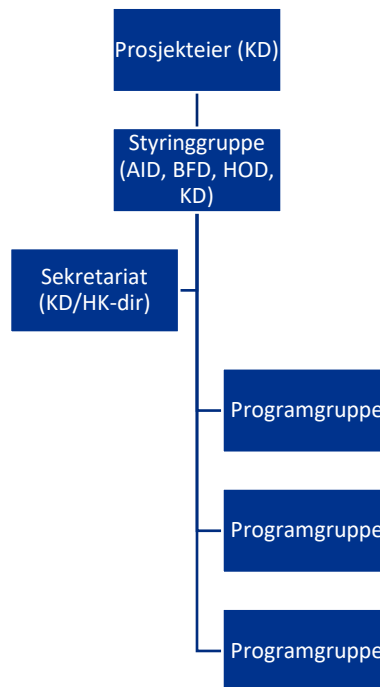 Prosjekteier (KD)
Styringgruppe
(AID, BFD, HOD,
KD)
Sekretariat
(KD/HK-dir)
Programgruppe
Programgruppe
Programgruppe